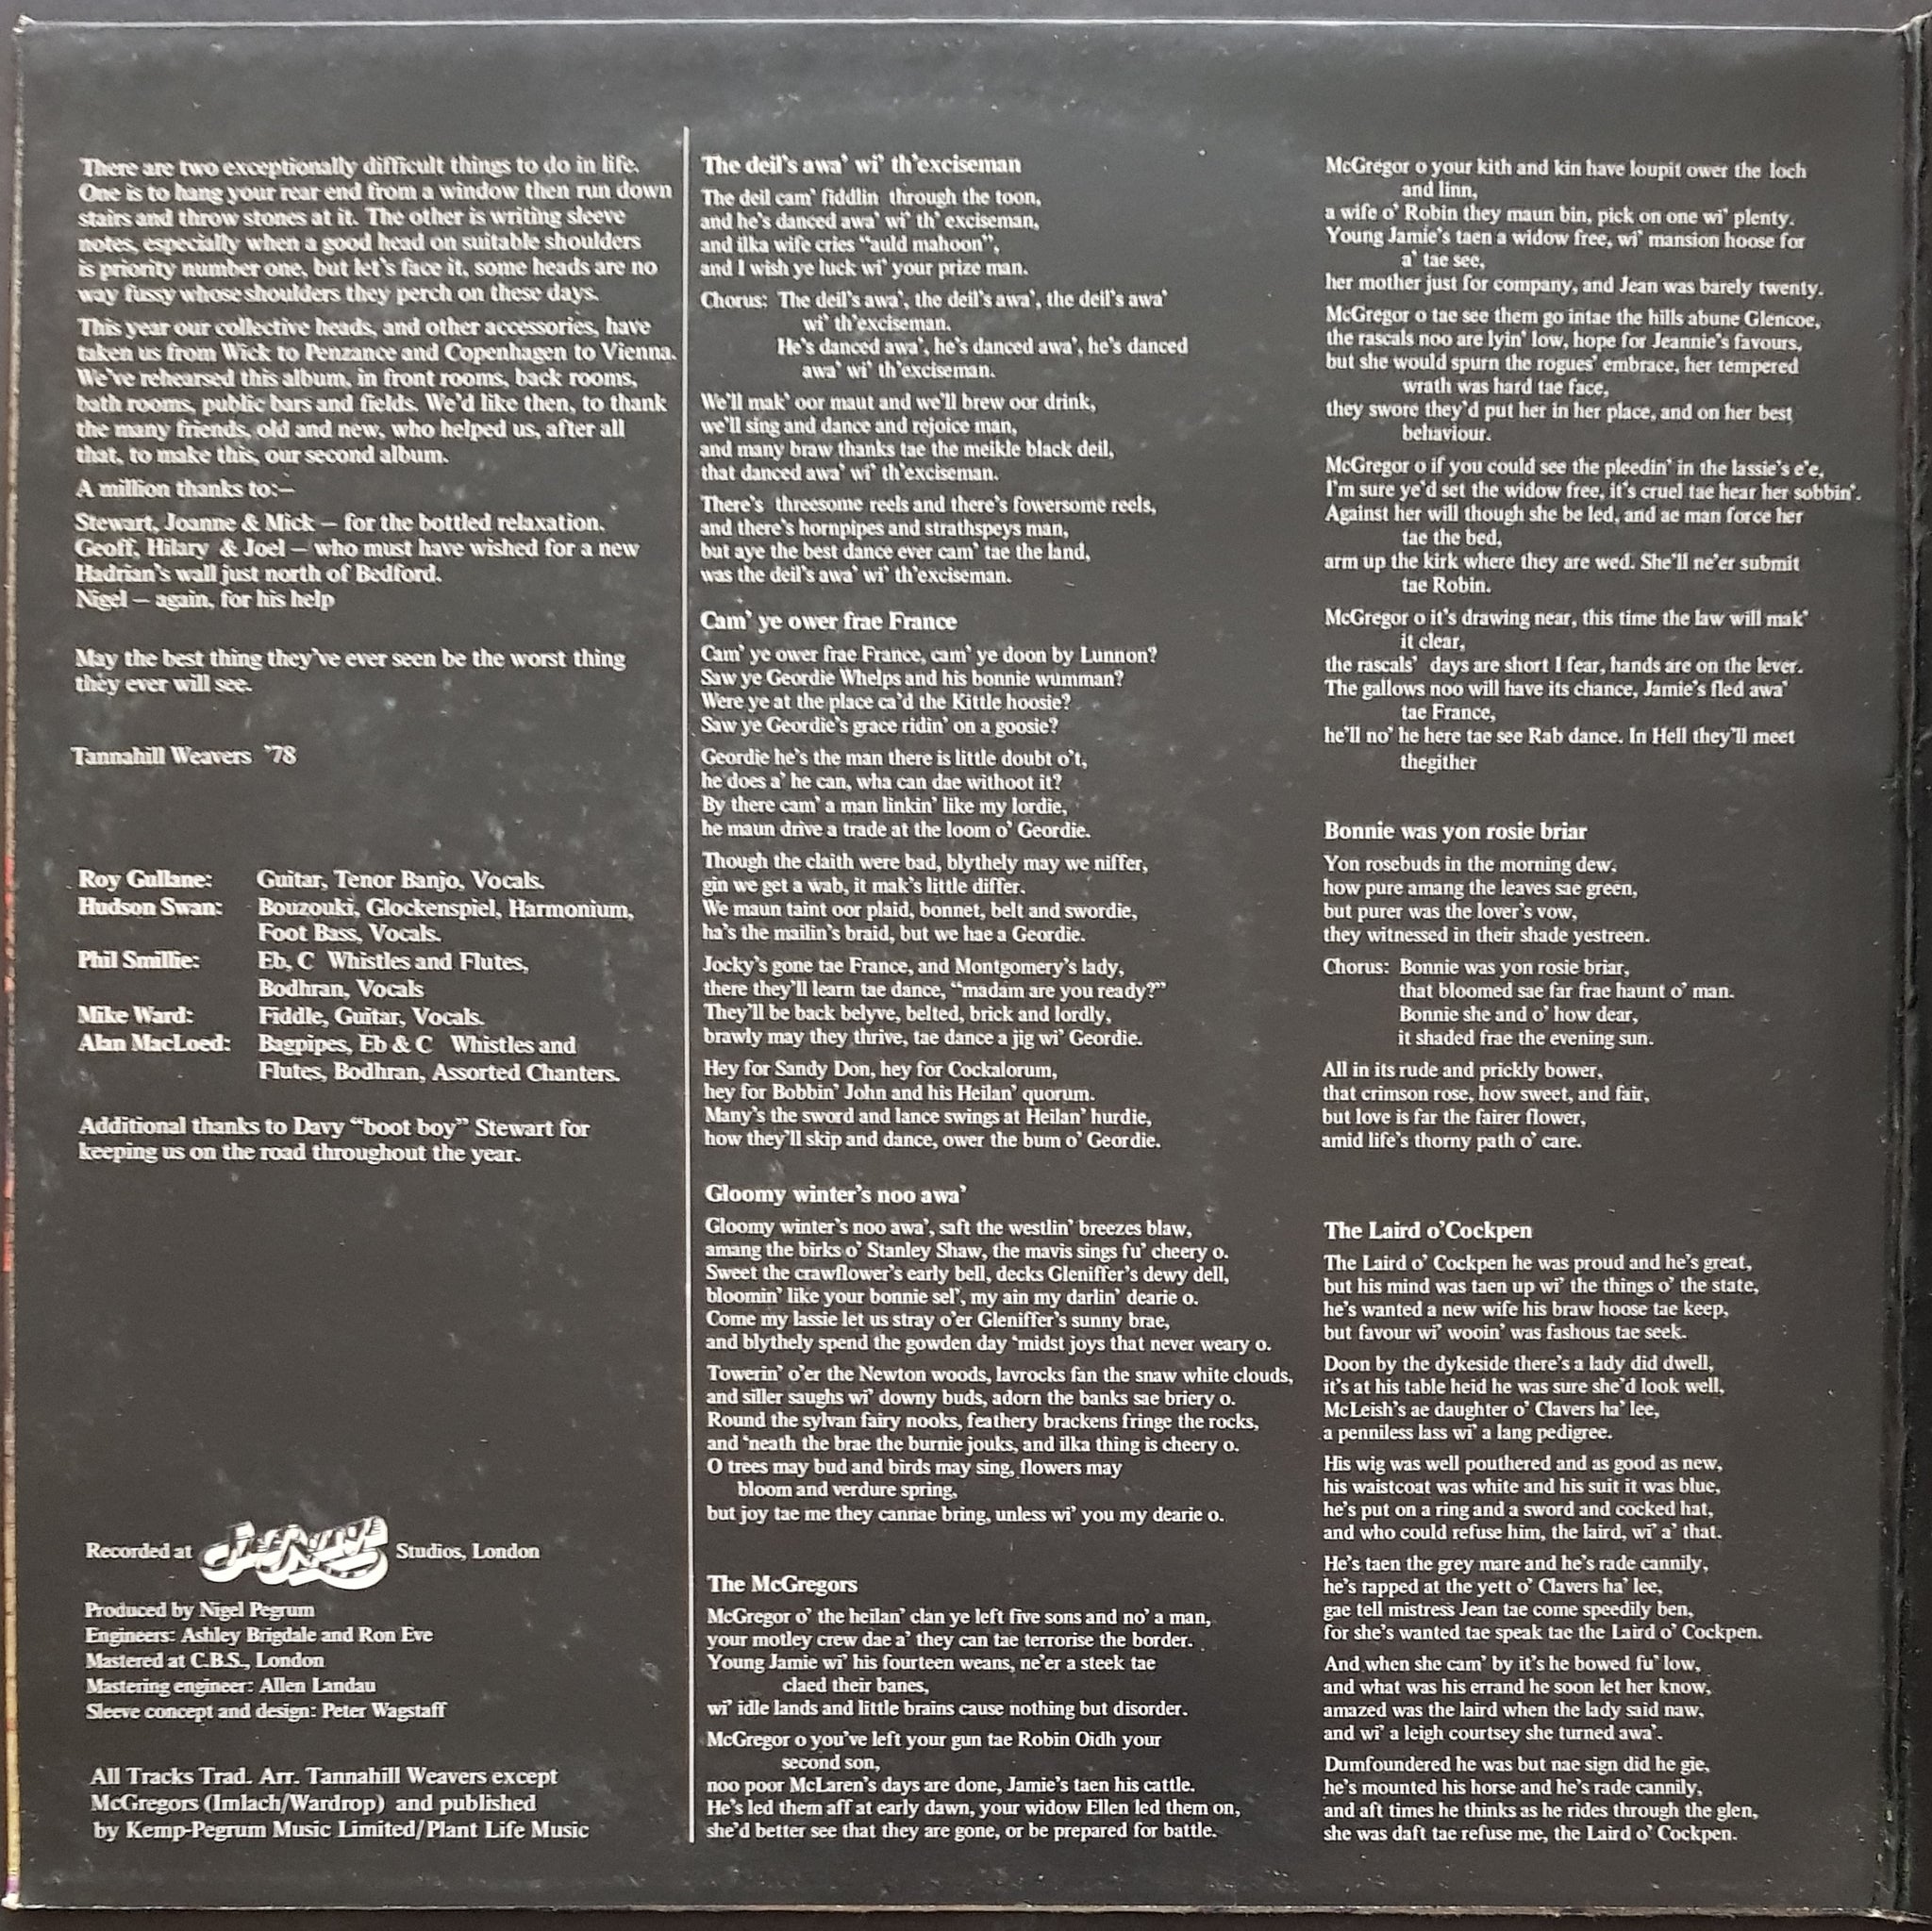 There are two exceptionally difficult things to do in life.
One is to hang your rear end from a window then run down
stairs and throw stones at it. The other is writing sleeve
notes, especially when a good head on suitable shoulders
is priority number one, but let's face it, some heads are no
way fussy whose shoulders they perch on these days.
This year our collective heads, and other accessories, have
taken us from Wick to Penzance and Copenhagen to Vienna.
We've rehearsed this album, in front rooms, back rooms,
bath rooms, public bars and fields. We'd like then, to thank
the many friends, old and new, who helped us, after all
that, to make this, our second album.
A million thanks to:—
Stewart, Joanne & Mick — for the bottled relaxation.
Geoff, Hilary & Joel — who must have wished for a new
Hadrian's wall just north of Bedford.
Nigel — again, for his help
May the best thing they've ever seen be the worst thing
they ever will see.
Tannahill Weavers '78
Roy Gullane: Guitar, Tenor Banjo, Vocals.
Hudson Swan: Bouzouki, Glockenspiel, Harmonium,
Foot Bass, Vocals.
Phil Smillie: Eb, C Whistles and Flutes,
Bodhran, Vocals
Mike Ward: Fiddle, Guitar, Vocals.
Alan MacLoed: Bagpipes, Eb & C Whistles and
Flutes, Bodhran, Assorted Chanters.
Additional thanks to Davy "boot boy" Stewart for
keeping us on the road throughout the year.
Recorded at Studios, London
Produced by Nigel Pegrum
Engineers: Ashley Brigdale and Ron Eve
Mastered at C.B.S., London
Mastering engineer: Allen Landau
Sleeve concept and design: Peter Wagstaff
All Tracks Trad. Arr. Tannahill Weavers except
McGregors (Imlach/Wardrop) and published
by Kemp-Pegrum Music Limited/Plant Life Music
The deil's awa' wi' th'exciseman
The deil cam' fiddlin through the toon,
and he's danced awa' wi' th' exciseman,
and ilka wife cries "auld mahoon",
and I wish ye luck wi' your prize man.
Chorus: The deil's awa', the deil's awa', the deil's awa'
wi' th'exciseman.
He's danced awa', he's danced awa', he's danced
awa' wi' th'exciseman.
We'll mak' oor maut and we'll brew oor drink,
we'll sing and dance and rejoice man,
and many braw thanks tae the meikle black deil,
that danced awa' wi' th'exciseman.
There's threesome reels and there's fowersome reels,
and there's hornpipes and strathspeys man,
but aye the best dance ever cam' tae the land,
was the deil's awa' wi' th'exciseman.
Cam' ye ower frae France
Cam' ye ower frae France, cam' ye doon by Lunnon?
Saw ye Geordie Whelps and his bonnie wumman?
Were ye at the place ca'd the Kittle hoosie?
Saw ye Geordie's grace ridin' on a goosie?
Geordie he's the man there is little doubt o't,
he does a' he can, wha can dae withoot it?
By there cam' a man linkin' like my lordie,
he maun drive a trade at the loom o' Geordie.
Though the claith were bad, blythely may we niffer,
gin we get a wab, it mak's little differ.
We maun taint oor plaid, bonnet, belt and swordie,
ha's the mailin's braid, but we hae a Geordie.
Jocky's gone tae France, and Montgomery's lady,
there they'll learn tae dance, "madam are you ready?"
They'll be back belyve, belted, brick and lordly,
brawly may they thrive, tae dance a jig wi' Geordie.
Hey for Sandy Don, hey for Cockalorum,
hey for Bobbin' John and his Heilan' quorum.
Many's the sword and lance swings at Heilan' hurdie,
how they'll skip and dance, ower the bum o' Geordie.
Gloomy winter's noo awa'
Gloomy winter's noo awa', saft the westlin' breezes blaw,
amang the birks o' Stanley Shaw, the mavis sings fu' cheery o.
Sweet the crawflower's early bell, decks Gleniffer's dewy dell,
bloomin' like your bonnie sel', my ain my darlin' dearie o.
Come my lassie let us stray o'er Gleniffer's sunny brae,
and blythely spend the gowden day 'midst joys that never weary o.
Towerin' o'er the Newton woods, lavrocks fan the snaw white clouds,
and siller saughs wi' downy buds, adorn the banks sae briery o.
Round the sylvan fairy nooks, feathery brackens fringe the rocks,
and 'neath the brae the burnie jouks, and ilka thing is cheery o.
O trees may bud and birds may sing, flowers may
bloom and verdure spring,
but joy tae me they cannae bring, unless wi' you my dearie o.
The McGregors
McGregor o' the heilan' clan ye left five sons and no' a man,
your motley crew dae a' they can tae terrorise the border.
Young Jamie wi' his fourteen weans, ne'er a steek tae
claed their banes,
wi' idle lands and little brains cause nothing but disorder.
McGregor o you've left your gun tae Robin Oidh your
second son,
noo poor McLaren's days are done, Jamie's taen his cattle.
He's led them aff at early dawn, your widow Ellen led them on,
she'd better see that they are gone, or be prepared for battle.
McGregor o your kith and kin have loupit ower the loch
and linn,
a wife o' Robin they maun bin, pick on one wi' plenty.
Young Jamie's taen a widow free, wi' mansion hoose for
a' tae see,
her mother just for company, and Jean was barely twenty.
McGregor o tae see them go intae the hills abune Glencoe,
the rascals noo are lyin' low, hope for Jeannie's favours,
but she would spurn the rogues' embrace, her tempered
wrath was hard tae face,
they swore they'd put her in her place, and on her best
behaviour.
McGregor o if you could see the pleedin' in the lassie's e'e,
I'm sure ye'd set the widow free, it's cruel tae hear her sobbin'.
Against her will though she be led, and ae man force her
tae the bed,
arm up the kirk where they are wed. She'll ne'er submit
tae Robin.
McGregor o it's drawing near, this time the law will mak'
it clear,
the rascals' days are short I fear, hands are on the lever.
The gallows noo will have its chance, Jamie's fled awa'
tae France,
he'll no' he here tae see Rab dance. In Hell they'll meet
thegither
Bonnie was yon rosie briar
Yon rosebuds in the morning dew,
how pure amang the leaves sae green,
but purer was the lover's vow,
they witnessed in their shade yestreen.
Chorus: Bonnie was yon rosie briar,
that bloomed sae far frae haunt o' man.
Bonnie she and o' how dear,
it shaded frae the evening sun.
All in its rude and prickly bower,
that crimson rose, how sweet, and fair,
but love is far the fairer flower,
amid life's thorny path o' care.
The Laird o'Cockpen
The Laird o' Cockpen he was proud and he's great,
but his mind was taen up wi' the things o' the state,
he's wanted a new wife his braw hoose tae keep,
but favour wi' wooin' was fashous tae seek.
Doon by the dykeside there's a lady did dwell,
it's at his table heid he was sure she'd look well,
McLeish's ae daughter o' Clavers ha' lee,
a penniless lass wi' a lang pedigree.
His wig was well pouthered and as good as new,
his waistcoat was white and his suit it was blue,
he's put on a ring and a sword and cocked hat,
and who could refuse him, the laird, wi' a' that.
He's taen the grey mare and he's rade cannily,
he's rapped at the yett o' Clavers ha' lee,
gae tell mistress Jean tae come speedily ben,
for she's wanted tae speak tae the Laird o' Cockpen.
And when she cam' by it's he bowed fu' low,
and what was his errand he soon let her know,
amazed was the laird when the lady said naw,
and wi' a leigh courtsey she turned awa'.
Dumfoundered he was but nae sign did he gie,
he's mounted his horse and he's rade cannily,
and aft times he thinks as he rides through the glen,
she was daft tae refuse me, the Laird o' Cockpen.